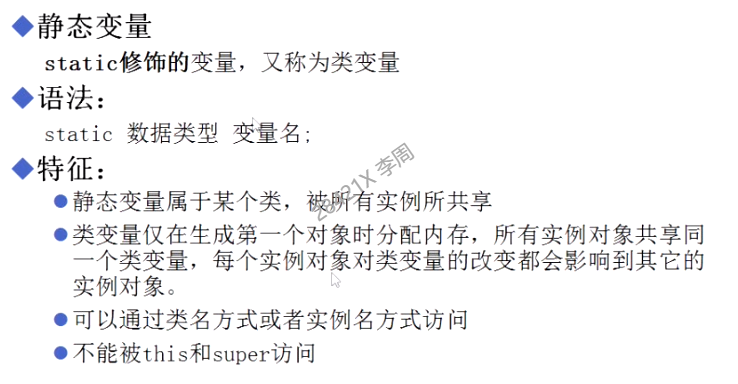 静态变量
static修饰的变量，又称为类变量
语法：
static 数据类型 变量名;
特征：
静态变量属于某个类，被所有实例所共享
类变量仅在生成第一个对象时分配内存，所有实例对象共享同
一个类变量，每个实例对象对类变量的改变都会影响到其它的
实例对象。
可以通过类名方式或者实例名方式访问
不能被this和super访问
李周